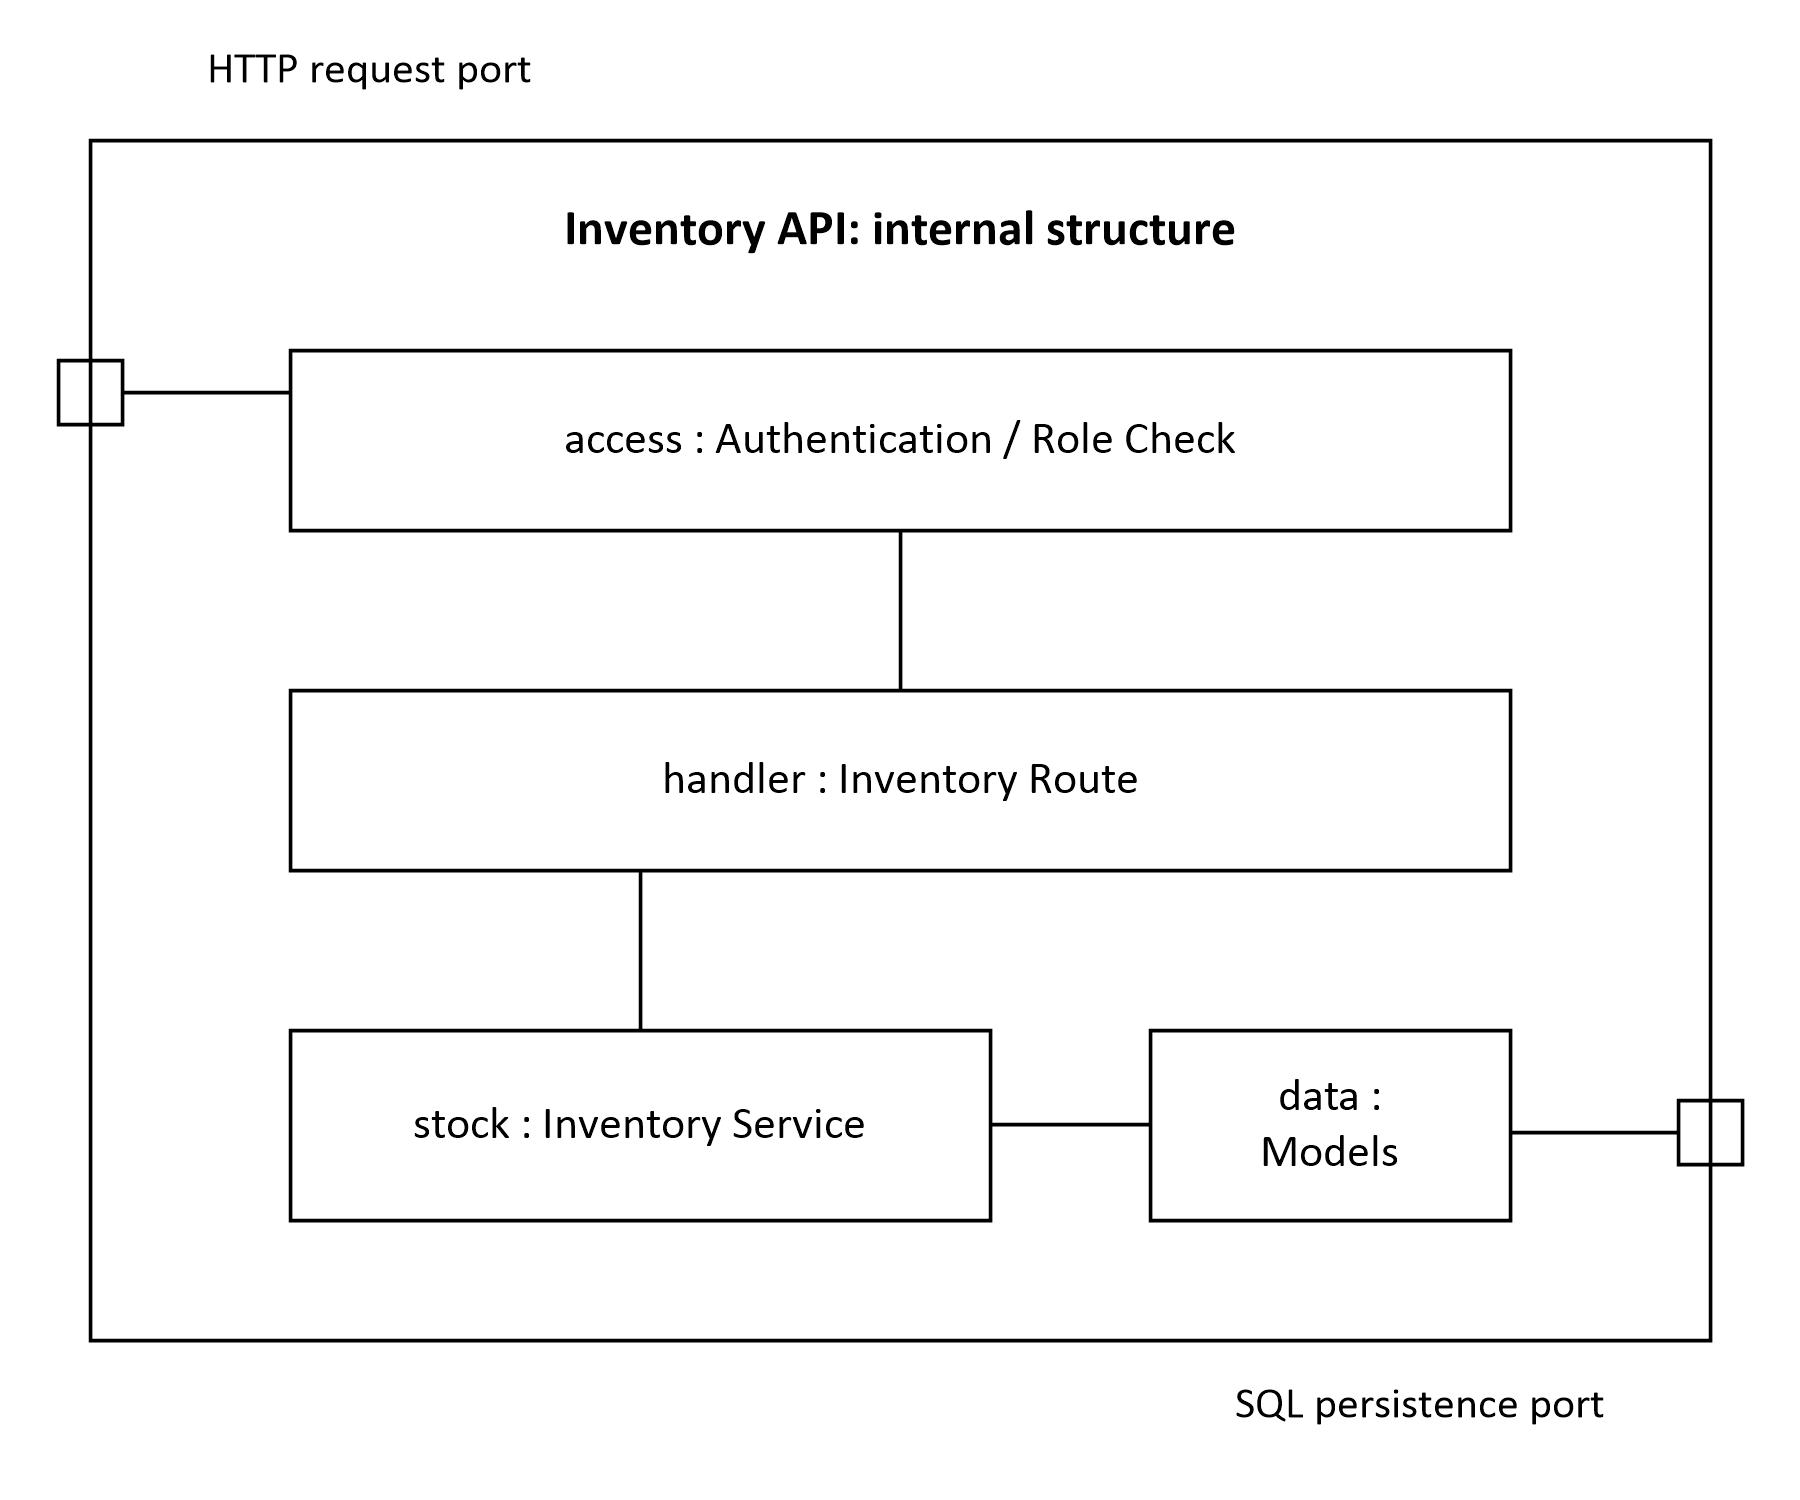 HTTP request port
Inventory API: internal structure
access : Authentication / Role Check
handler : Inventory Route
stock : Inventory Service
data :
Models
SQL persistence port